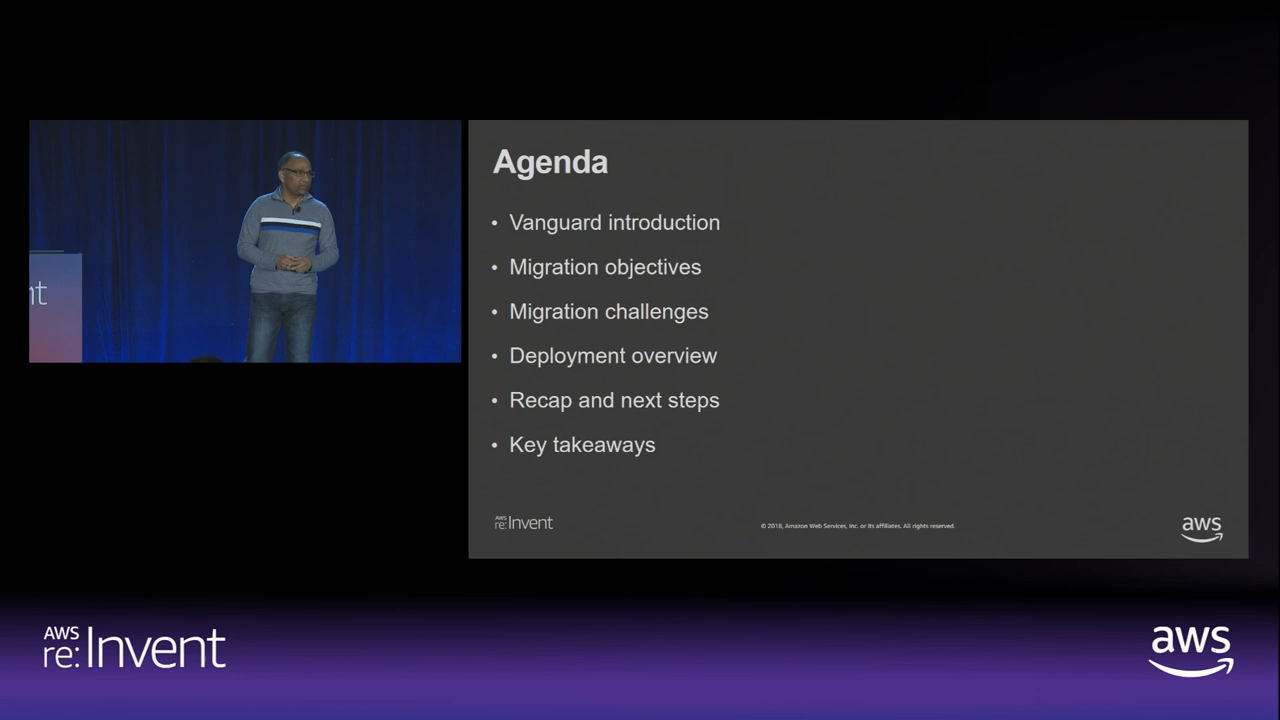 nt
Agenda
• Vanguard introduction
• Migration objectives
• Migration challenges
• Deployment overview
• Recap and next steps
• Key takeaways
AWS
re:Invent
© 2018, Amazon Web Services, Inc. or its affiliates. All rights reserved.
aws
AWS
re:Invent
aws